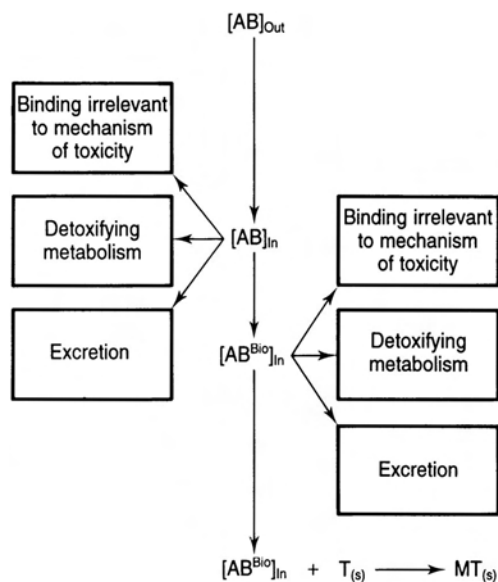 [AB]Out
Binding irrelevant
to mechanism
of toxicity
Detoxifying
metabolism
Excretion
[AB]In
Binding irrelevant
to mechanism
of toxicity
Detoxifying
metabolism
Excretion
[ABBio]In
[ABBio]In + T(s) MT(s)